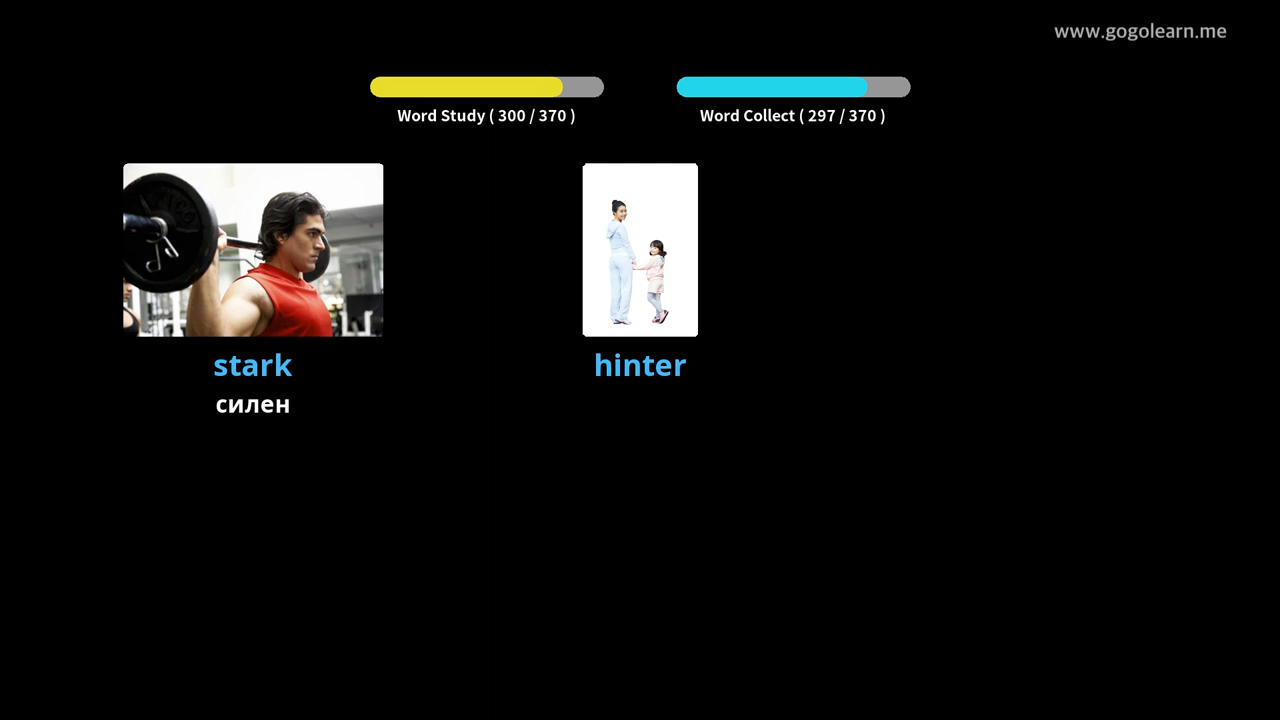 www.gogolearn.me
Word Study ( 300 / 370 )
Word Collect ( 297 / 370 )
stark
hinter
силен